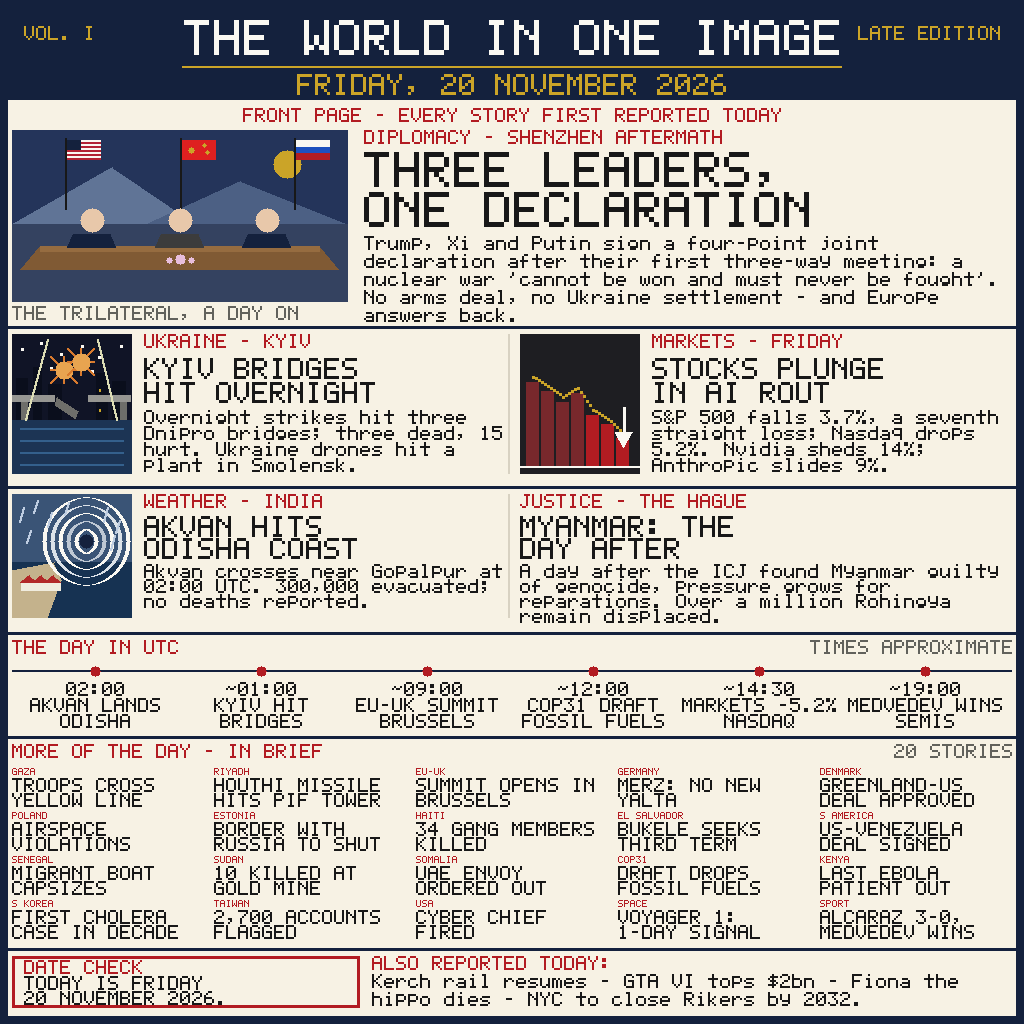 VOL. I
THE WORLD IN ONE IMAGE
LATE EDITION
FRIDAY, 20 NOVEMBER 2026
FRONT PAGE - EVERY STORY FIRST REPORTED TODAY
DIPLOMACY - SHENZHEN AFTERMATH
THREE LEADERS,
ONE DECLARATION
Trump, Xi and Putin sign a four-point joint
declaration after their first three-way meeting: a
nuclear war 'cannot be won and must never be fought'.
No arms deal, no Ukraine settlement - and Europe
answers back.
THE TRILATERAL, A DAY ON
UKRAINE - KYIV
KYIV BRIDGES
HIT OVERNIGHT
Overnight strikes hit three
Dnipro bridges; three dead, 15
hurt. Ukraine drones hit a
plant in Smolensk.
MARKETS - FRIDAY
STOCKS PLUNGE
IN AI ROUT
S&P 500 falls 3.7%, a seventh
straight loss; Nasdaq drops
5.2%. Nvidia sheds 14%;
Anthropic slides 9%.
WEATHER - INDIA
AKVAN HITS
ODISHA COAST
Akvan crosses near Gopalpur at
02:00 UTC. 300,000 evacuated;
no deaths reported.
JUSTICE - THE HAGUE
MYANMAR: THE
DAY AFTER
A day after the ICJ found Myanmar guilty
of genocide, pressure grows for
reparations. Over a million Rohingya
remain displaced.
THE DAY IN UTC
TIMES APPROXIMATE
02:00
AKVAN LANDS
ODISHA
~01:00
KYIV HIT
BRIDGES
~09:00
EU-UK SUMMIT
BRUSSELS
~12:00
COP31 DRAFT
FOSSIL FUELS
~14:30
MARKETS -5.2%
NASDAQ
~19:00
MEDVEDEV WINS
SEMIS
MORE OF THE DAY - IN BRIEF
20 STORIES
GAZA
TROOPS CROSS
YELLOW LINE
RIYADH
HOUTHI MISSILE
HITS PIF TOWER
EU-UK
SUMMIT OPENS IN
BRUSSELS
GERMANY
MERZ: NO NEW
YALTA
DENMARK
GREENLAND-US
DEAL APPROVED
POLAND
AIRSPACE
VIOLATIONS
ESTONIA
BORDER WITH
RUSSIA TO SHUT
HAITI
34 GANG MEMBERS
KILLED
EL SALVADOR
BUKELE SEEKS
THIRD TERM
S AMERICA
US-VENEZUELA
DEAL SIGNED
SENEGAL
MIGRANT BOAT
CAPSIZES
SUDAN
10 KILLED AT
GOLD MINE
SOMALIA
UAE ENVOY
ORDERED OUT
COP31
DRAFT DROPS
FOSSIL FUELS
KENYA
LAST EBOLA
PATIENT OUT
S KOREA
FIRST CHOLERA
CASE IN DECADE
TAIWAN
2,700 ACCOUNTS
FLAGGED
USA
CYBER CHIEF
FIRED
SPACE
VOYAGER 1:
1-DAY SIGNAL
SPORT
ALCARAZ 3-0,
MEDVEDEV WINS
DATE CHECK
TODAY IS FRIDAY
20 NOVEMBER 2026.
ALSO REPORTED TODAY:
Kerch rail resumes - GTA VI tops $2bn - Fiona the
hippo dies - NYC to close Rikers by 2032.